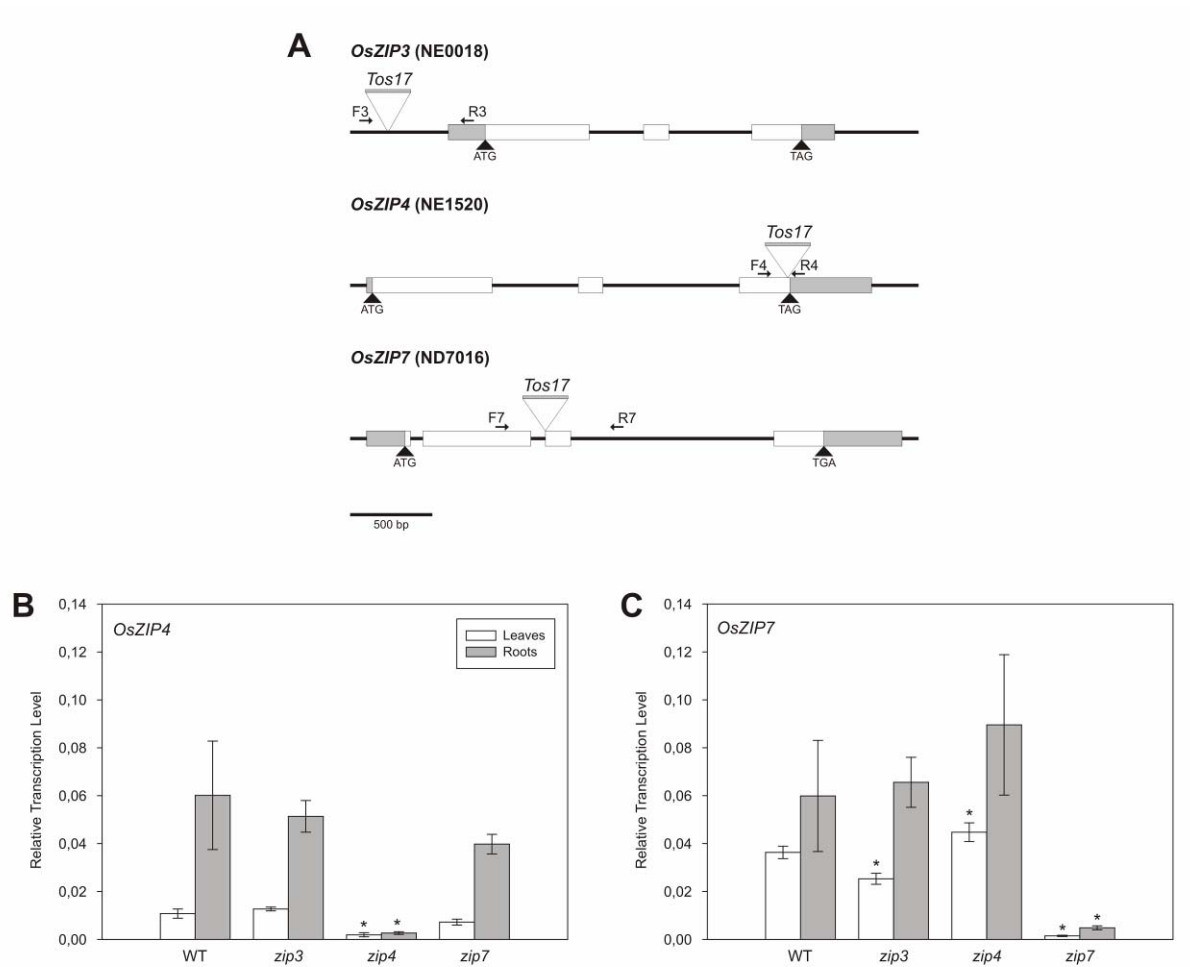 A
OsZIP3 (NE0018)
Tos17
F3
R3
ATG
TAG
OsZIP4 (NE1520)
Tos17
F4
R4
ATG
TAG
OsZIP7 (ND7016)
Tos17
F7
R7
ATG
TGA
500 bp
B
Relative Transcription Level
0,14
0,12
0,10
0,08
0,06
0,04
0,02
0,00
OsZIP4
Leaves
Roots
* *
WT zip3 zip4 zip7
C
Relative Transcription Level
0,14
0,12
0,10
0,08
0,06
0,04
0,02
0,00
OsZIP7
*
*
* *
WT zip3 zip4 zip7